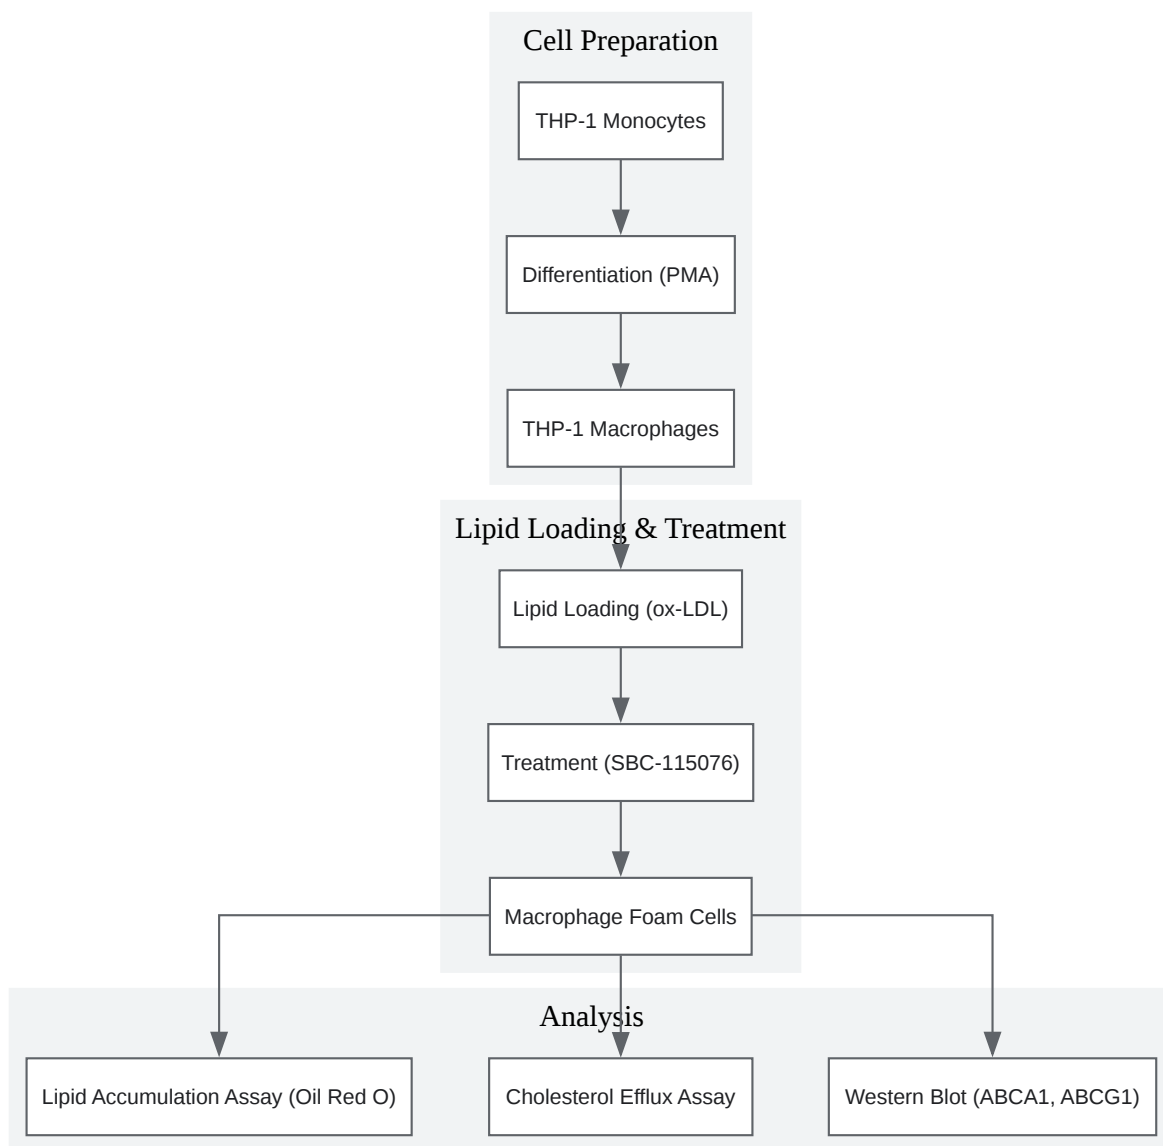 Cell Preparation
THP-1 Monocytes
Differentiation (PMA)
THP-1 Macrophages
Lipid Loading & Treatment
Lipid Loading (ox-LDL)
Treatment (SBC-115076)
Macrophage Foam Cells
Analysis
Lipid Accumulation Assay (Oil Red O)
Cholesterol Efflux Assay
Western Blot (ABCA1, ABCG1)